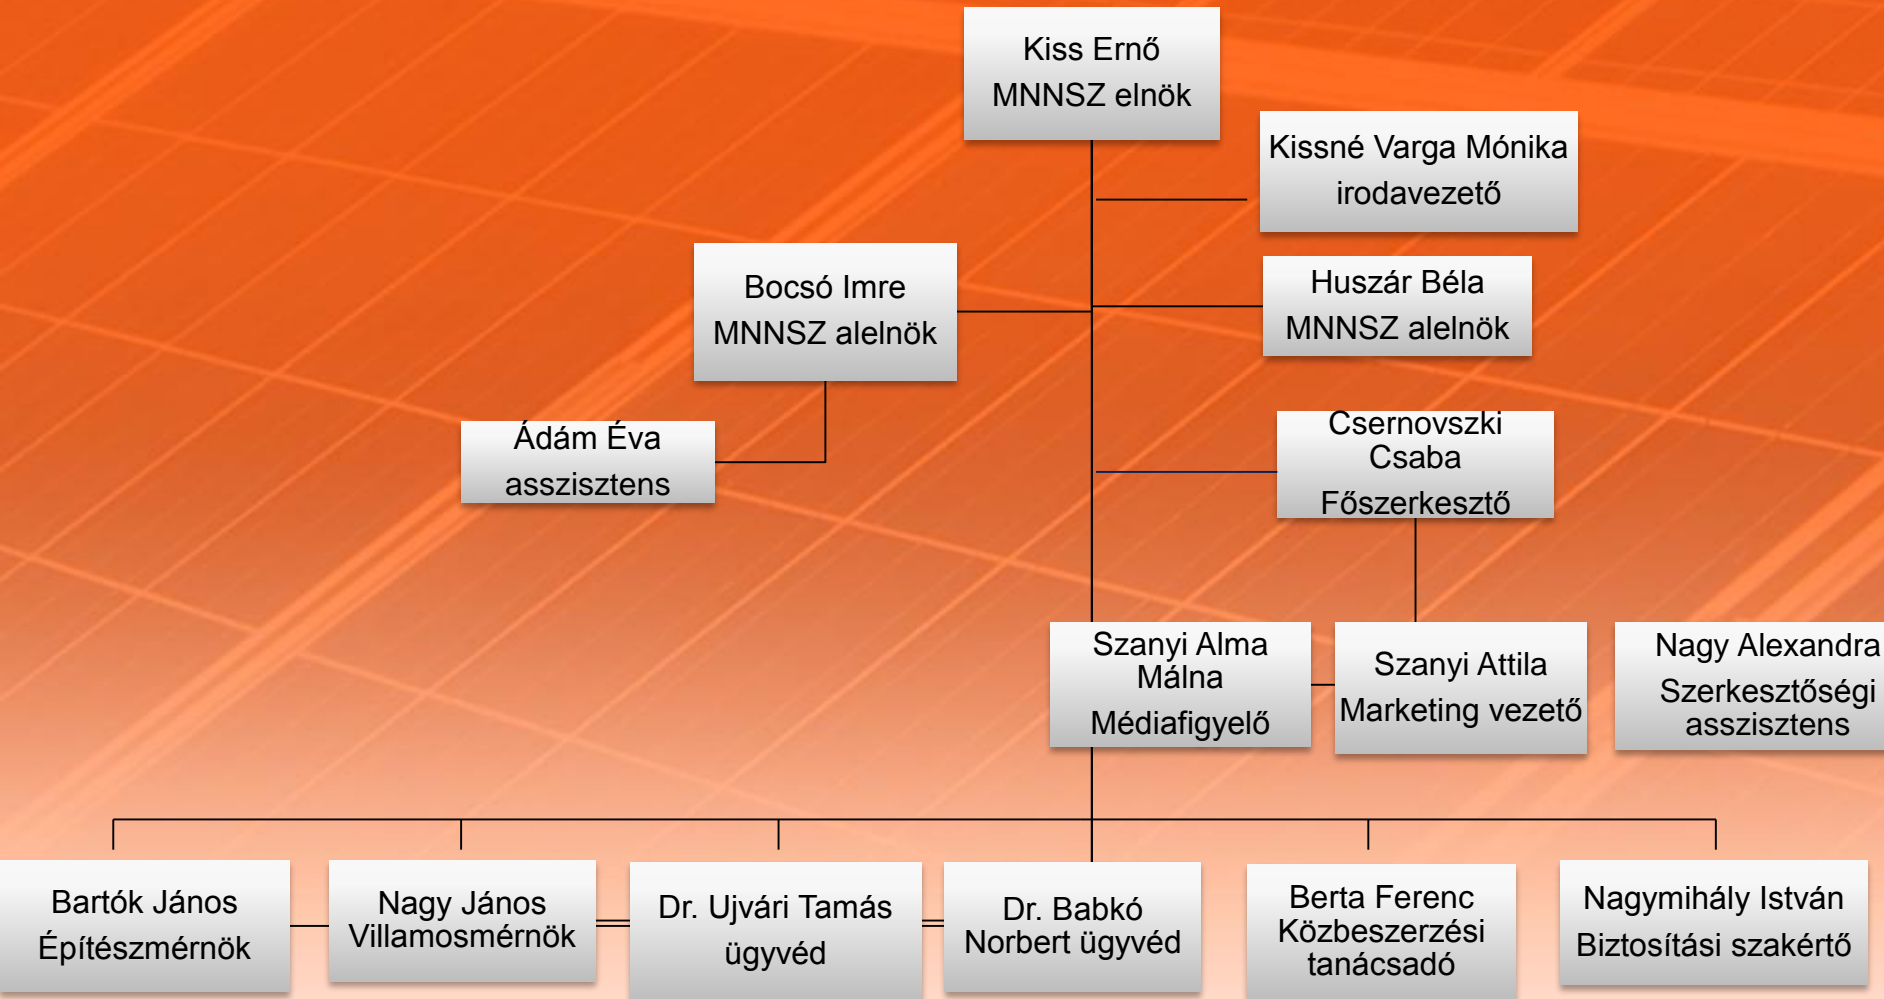 Kiss Ernő
MNNSZ elnök
Kissné Varga Mónika
irodavezető
Bocsó Imre
MNNSZ alelnök
Huszár Béla
MNNSZ alelnök
Ádám Éva
asszisztens
Csernovszki
Csaba
Főszerkesztő
Szanyi Alma
Málna
Médiafigyelő
Szanyi Attila
Marketing vezető
Nagy Alexandra
Szerkesztőségi
asszisztens
Bartók János
Építészmérnök
Nagy János
Villamosmérnök
Dr. Ujvári Tamás
ügyvéd
Dr. Babkó
Norbert ügyvéd
Berta Ferenc
Közbeszerzési
tanácsadó
Nagymihály István
Biztosítási szakértő